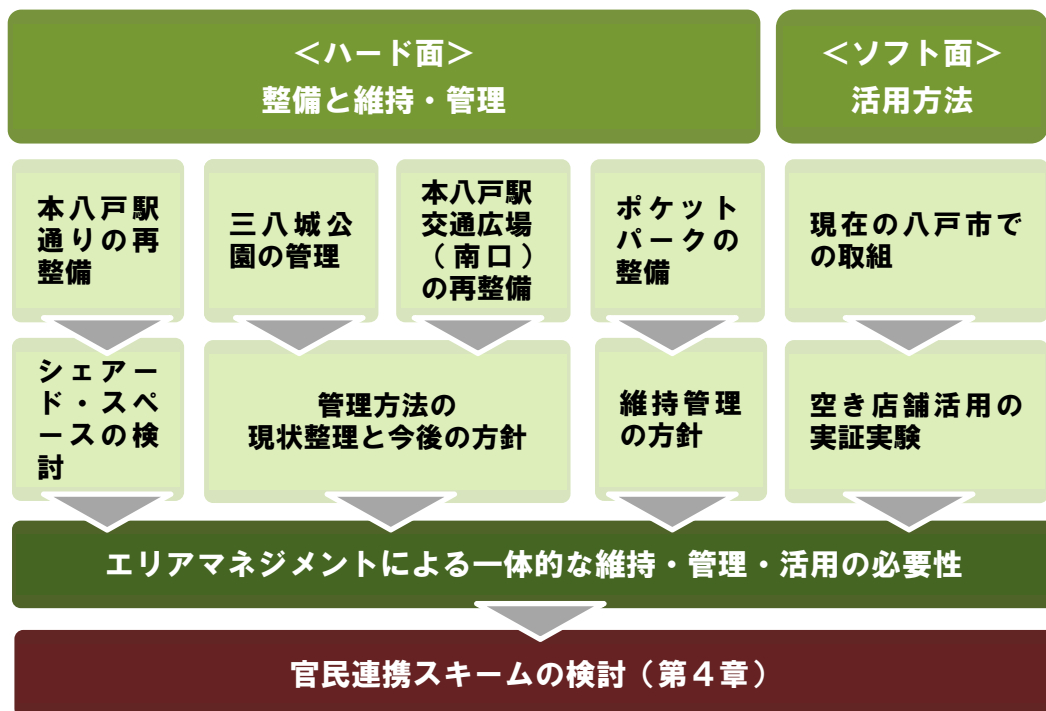 ＜ハード面＞
整備と維持・管理
＜ソフト面＞
活用方法
本八戸駅
通りの再
整備
三八城公
園の管理
本八戸駅
交通広場
（南口）
の再整備
ポケット
パークの
整備
現在の八戸市で
の取組
シェアー
ド・スペ
ースの検
討
管理方法の
現状整理と今後の方針
維持管理
の方針
空き店舗活用の
実証実験
エリアマネジメントによる一体的な維持・管理・活用の必要性
官民連携スキームの検討（第４章）